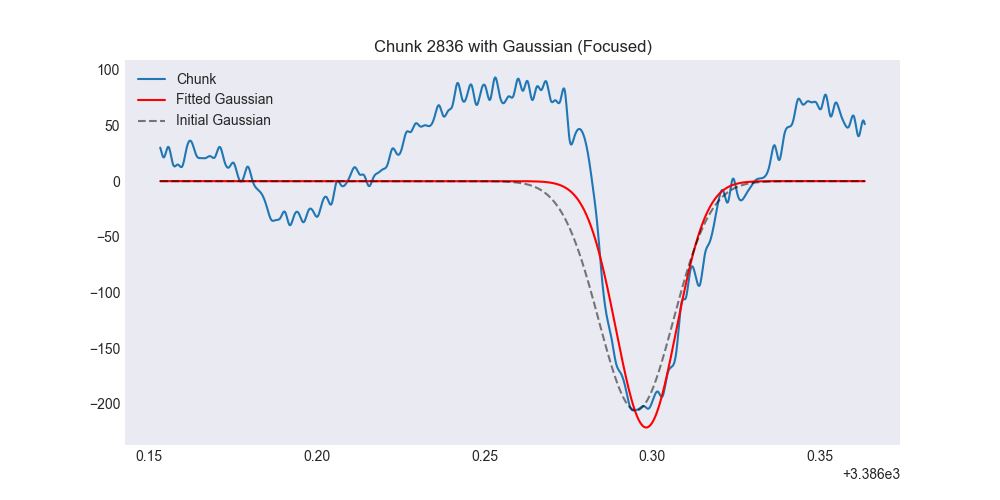 Chunk 2836 with Gaussian (Focused)
100
50
0
−50
−100
−150
−200
Chunk
Fitted Gaussian
Initial Gaussian
0.15 0.20 0.25 0.30 0.35
+3.386e3